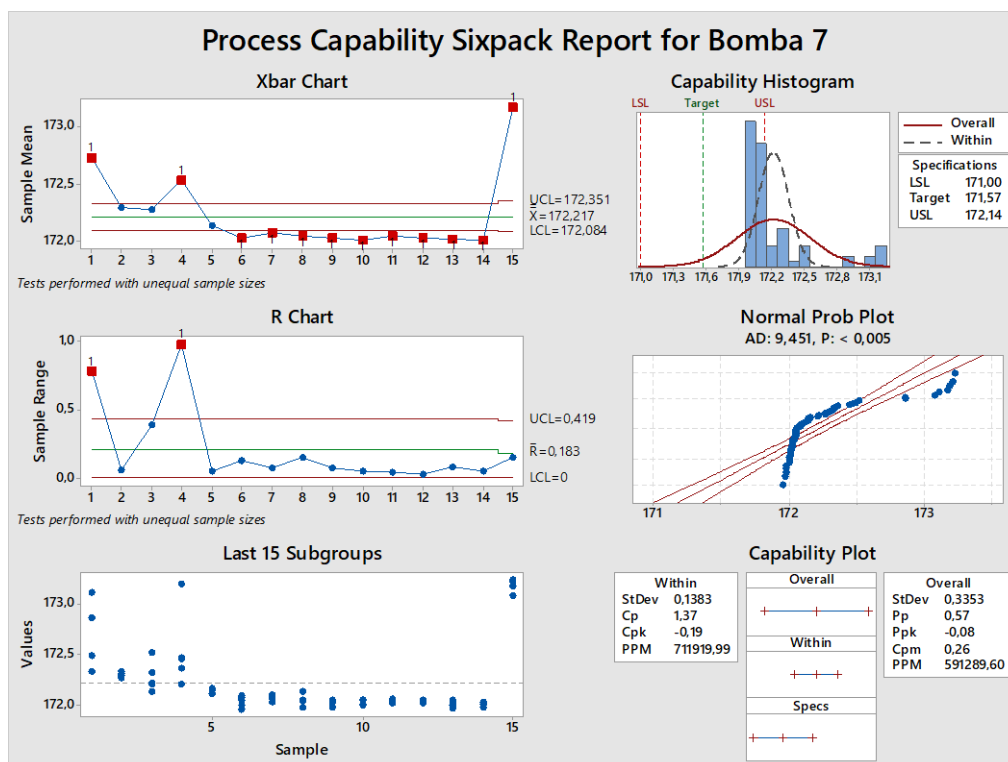 Process Capability Sixpack Report for Bomba 7
Xbar Chart
Sample Mean
173,0
172,5
172,0
1
1
1
UCL=172,351
X̿=172,217
LCL=172,084
1 2 3 4 5 6 7 8 9 10 11 12 13 14 15
Tests performed with unequal sample sizes
Capability Histogram
LSL Target USL
171,0 171,3 171,6 171,9 172,2 172,5 172,8 173,1
Overall
Within
Specifications
LSL 171,00
Target 171,57
USL 172,14
R Chart
Sample Range
1,0
0,5
0,0
1
1
UCL=0,419
R̅=0,183
LCL=0
1 2 3 4 5 6 7 8 9 10 11 12 13 14 15
Tests performed with unequal sample sizes
Normal Prob Plot
AD: 9,451, P: < 0,005
171 172 173
Last 15 Subgroups
Values
173,0
172,5
172,0
5 10 15
Sample
Capability Plot
Within
StDev 0,1383
Cp 1,37
Cpk -0,19
PPM 711919,99
Overall
Within
Specs
Overall
StDev 0,3353
Pp 0,57
Ppk -0,08
Cpm 0,26
PPM 591289,60